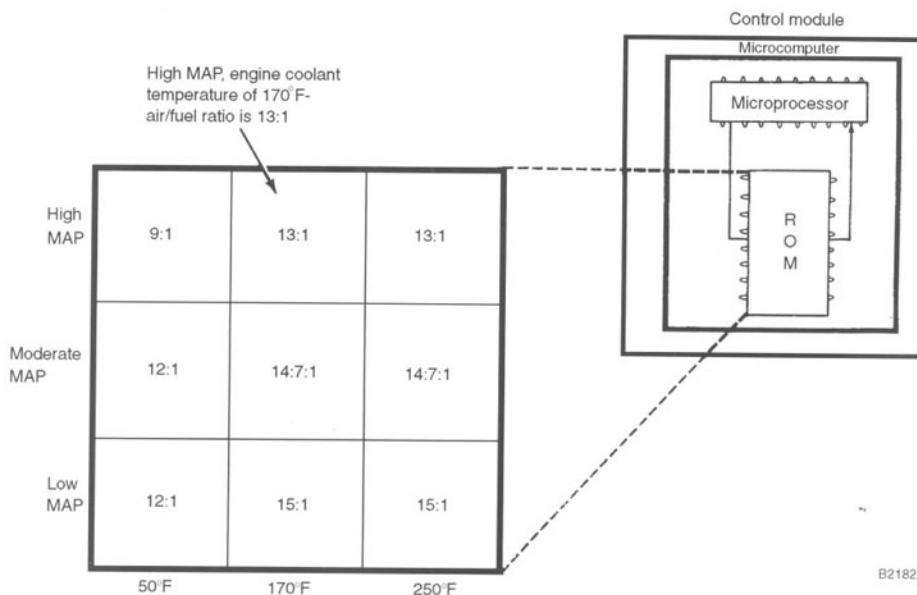 Control module
Microcomputer
Microprocessor
R
O
M
High MAP, engine coolant
temperature of 170°F-
air/fuel ratio is 13:1
High
MAP
9:1
13:1
13:1
Moderate
MAP
12:1
14:7:1
14:7:1
Low
MAP
12:1
15:1
15:1
50°F
170°F
250°F
B2182